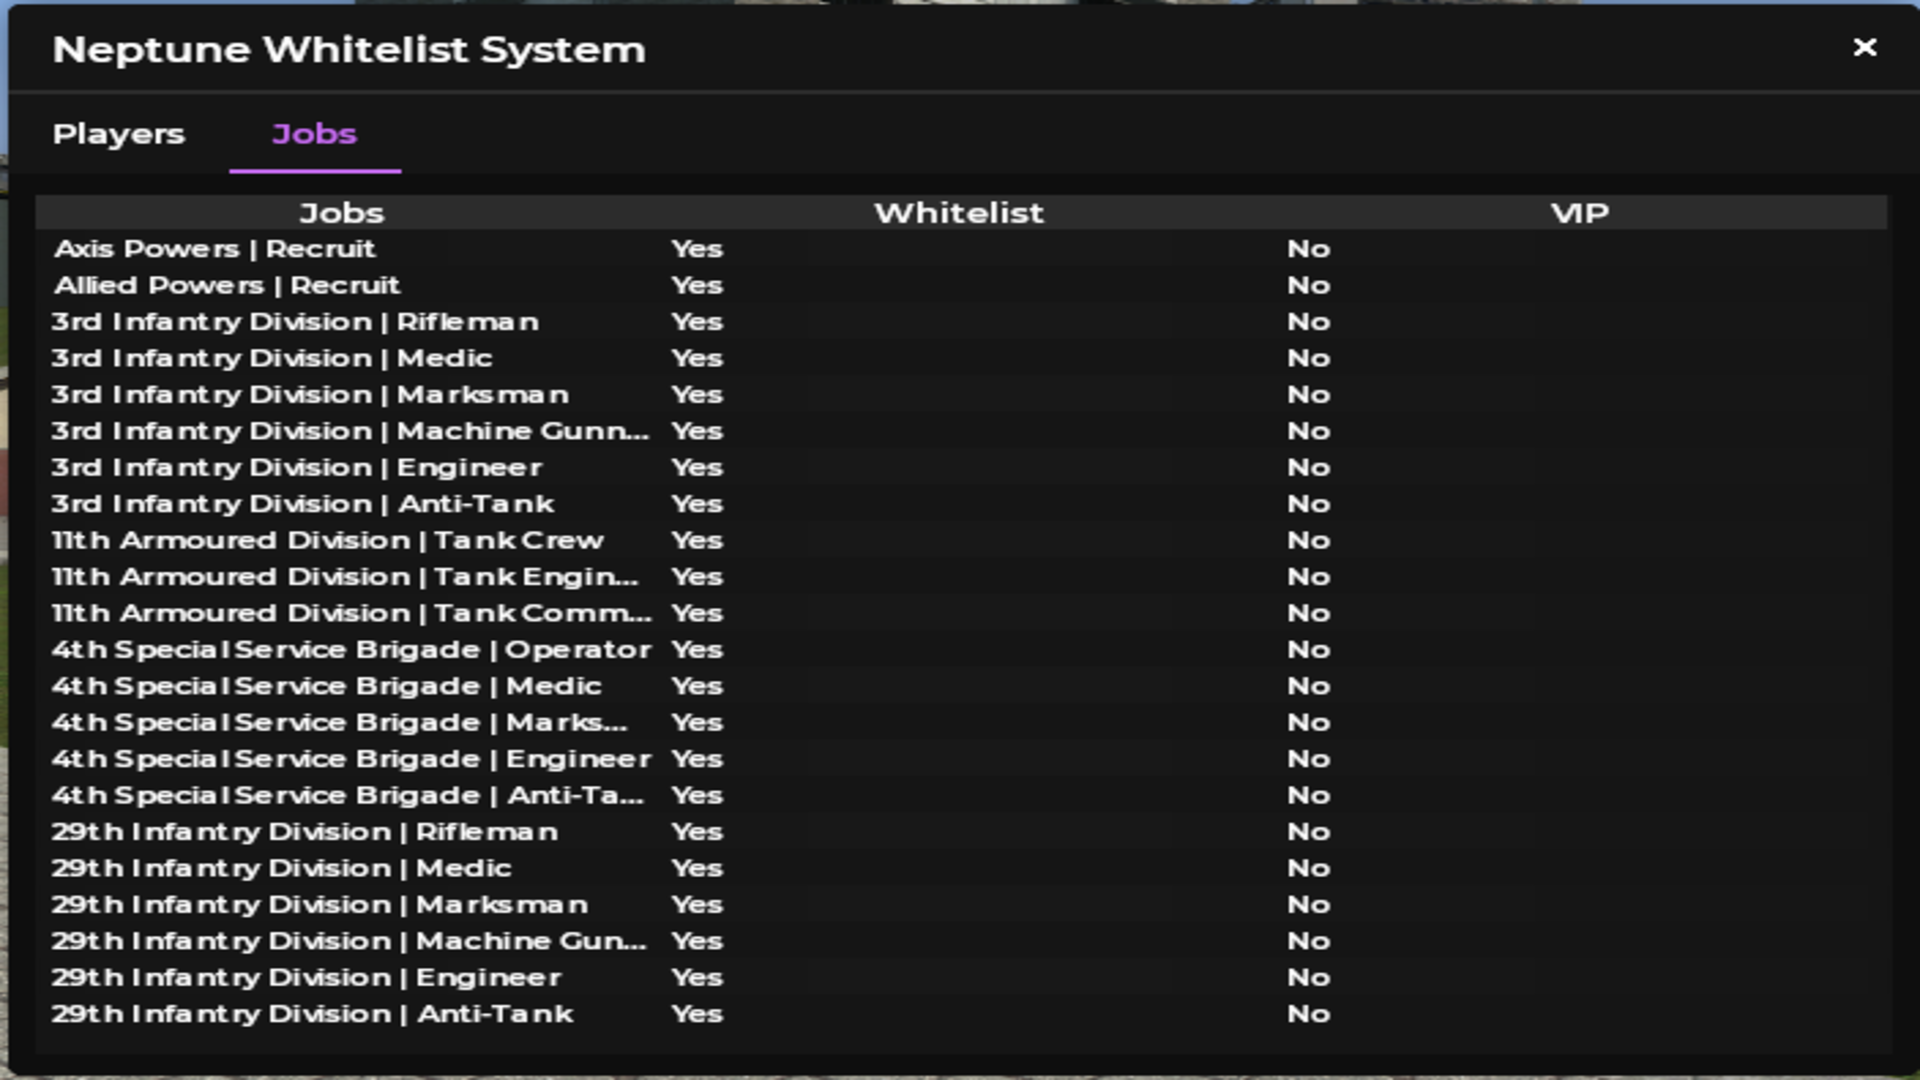 Neptune Whitelist System
×
Players Jobs
Jobs Whitelist VIP
Axis Powers | Recruit Yes No
Allied Powers | Recruit Yes No
3rd Infantry Division | Rifleman Yes No
3rd Infantry Division | Medic Yes No
3rd Infantry Division | Marksman Yes No
3rd Infantry Division | Machine Gunn... Yes No
3rd Infantry Division | Engineer Yes No
3rd Infantry Division | Anti-Tank Yes No
11th Armoured Division | Tank Crew Yes No
11th Armoured Division | Tank Engin... Yes No
11th Armoured Division | Tank Comm... Yes No
4th Special Service Brigade | Operator Yes No
4th Special Service Brigade | Medic Yes No
4th Special Service Brigade | Marks... Yes No
4th Special Service Brigade | Engineer Yes No
4th Special Service Brigade | Anti-Ta... Yes No
29th Infantry Division | Rifleman Yes No
29th Infantry Division | Medic Yes No
29th Infantry Division | Marksman Yes No
29th Infantry Division | Machine Gun... Yes No
29th Infantry Division | Engineer Yes No
29th Infantry Division | Anti-Tank Yes No